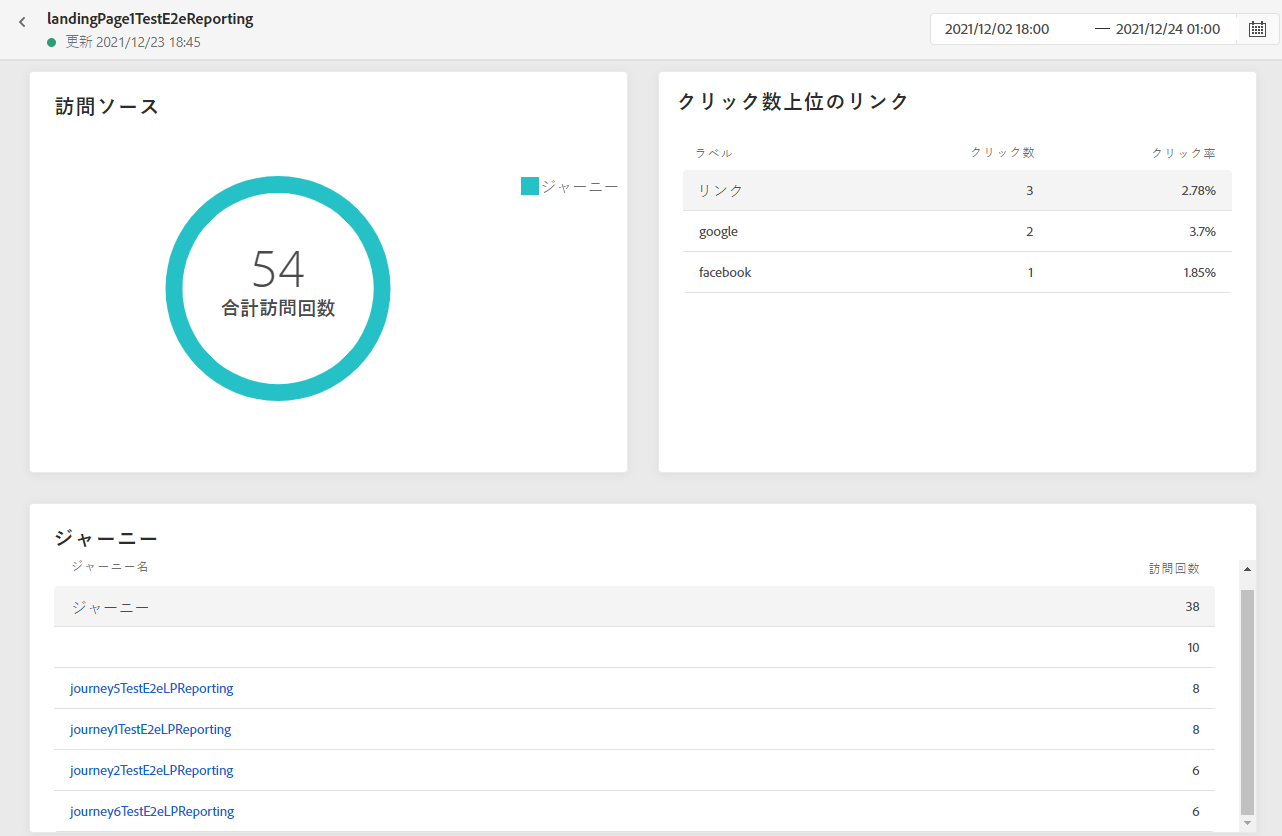 landingPage1TestE2eReporting
更新 2021/12/23 18:45
2021/12/02 18:00 — 2021/12/24 01:00
訪問ソース
ジャーニー
54
合計訪問回数
クリック数上位のリンク
ラベル クリック数 クリック率
リンク 3 2.78%
google 2 3.7%
facebook 1 1.85%
ジャーニー
ジャーニー名 訪問回数
ジャーニー 38
10
journey5TestE2eLPReporting 8
journey1TestE2eLPReporting 8
journey2TestE2eLPReporting 6
journey6TestE2eLPReporting 6